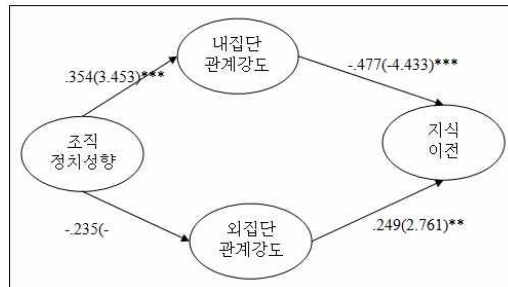 내집단
관계강도
.354(3.453)***
-.477(-4.433)***
조직
정치성향
지식
이전
-.235(-
외집단
관계강도
.249(2.761)**